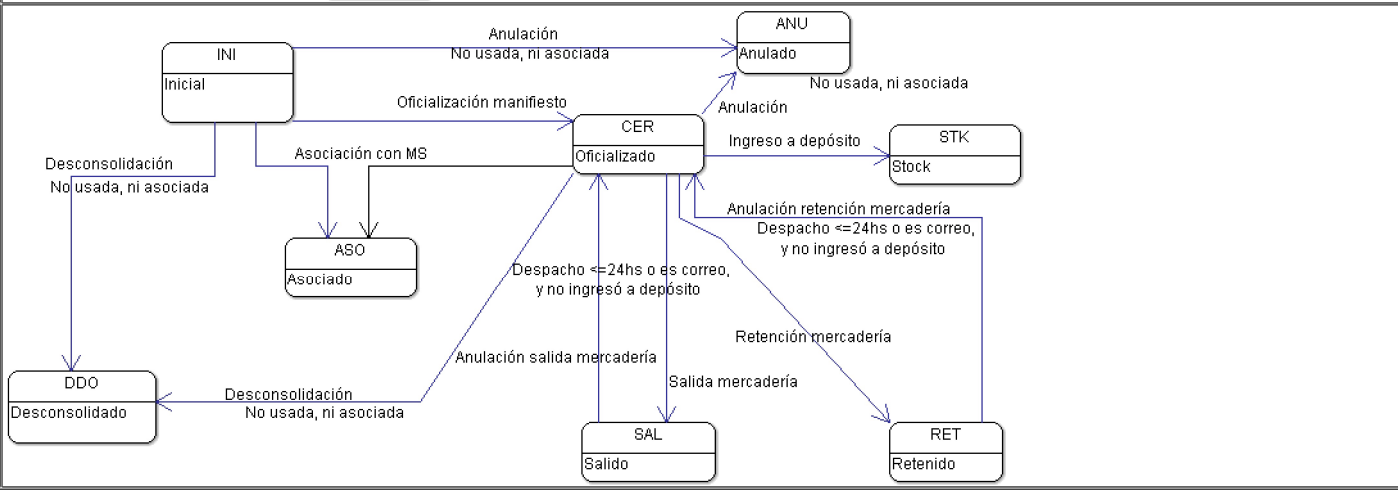 ANU
Anulado
Anulación
No usada, ni asociada
INI
Inicial
No usada, ni asociada
Oficialización manifiesto
Anulación
CER
Oficializado
Ingreso a depósito
STK
Stock
Desconsolidación
No usada, ni asociada
Asociación con MS
Anulación retención mercadería
Despacho <=24hs o es correo,
y no ingresó a depósito
ASO
Asociado
Despacho <=24hs o es correo,
y no ingresó a depósito
Retención mercadería
Anulación salida mercadería
Salida mercadería
DDO
Desconsolidado
Desconsolidación
No usada, ni asociada
SAL
Salido
RET
Retenido